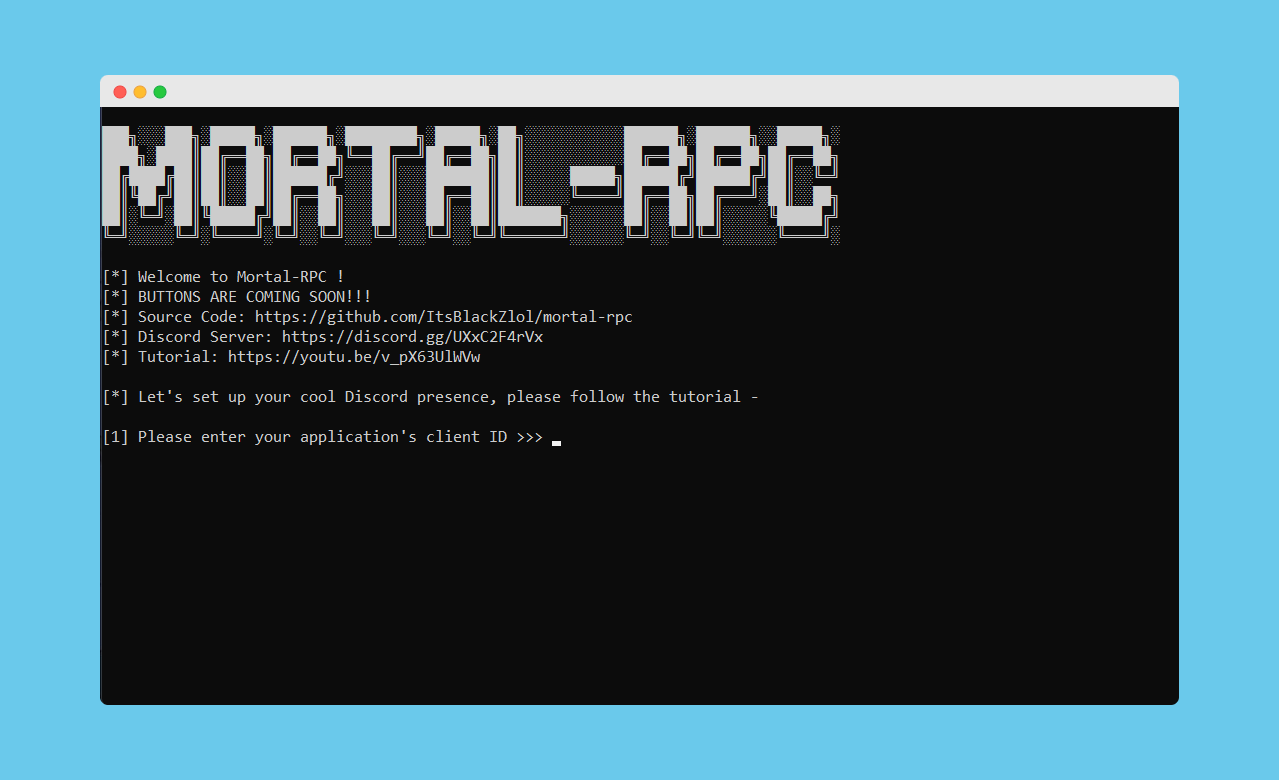 MORTAL-RPC
[*] Welcome to Mortal-RPC !
[*] BUTTONS ARE COMING SOON!!!
[*] Source Code: https://github.com/ItsBlackZlol/mortal-rpc
[*] Discord Server: https://discord.gg/UXxC2F4rVx
[*] Tutorial: https://youtu.be/v_pX63UlWVw
[*] Let's set up your cool Discord presence, please follow the tutorial -
[1] Please enter your application's client ID >>>